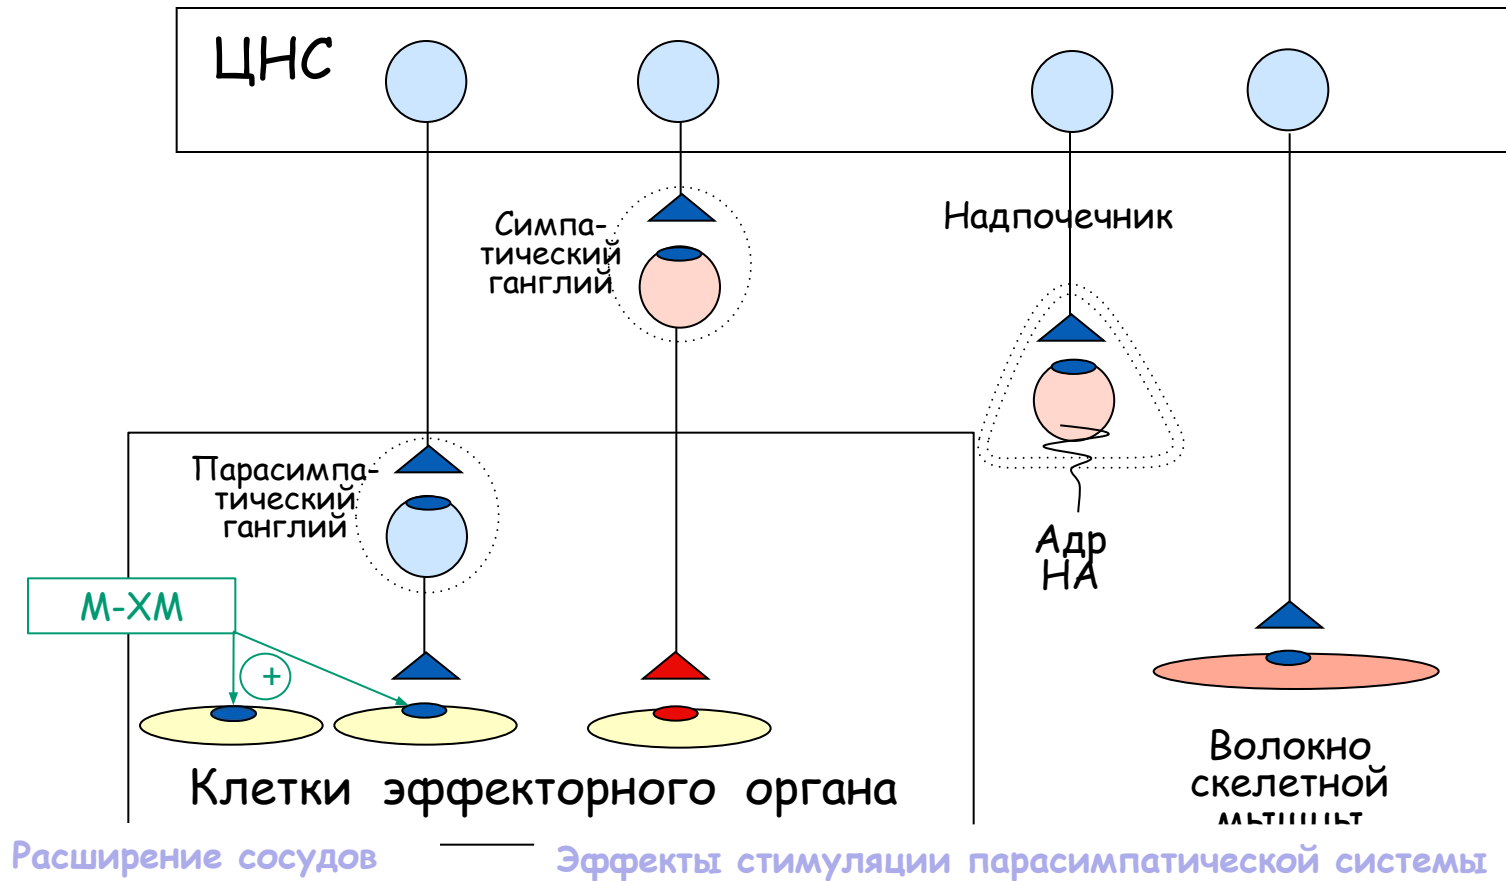 ЦНС
Симпа-
тический
ганглий
Надпочечник
Парасимпа-
тический
ганглий
Адр
НА
М-ХМ
+
Волокно
скелетной
мышцы
Клетки эффекторного органа
Расширение сосудов
Эффекты стимуляции парасимпатической системы